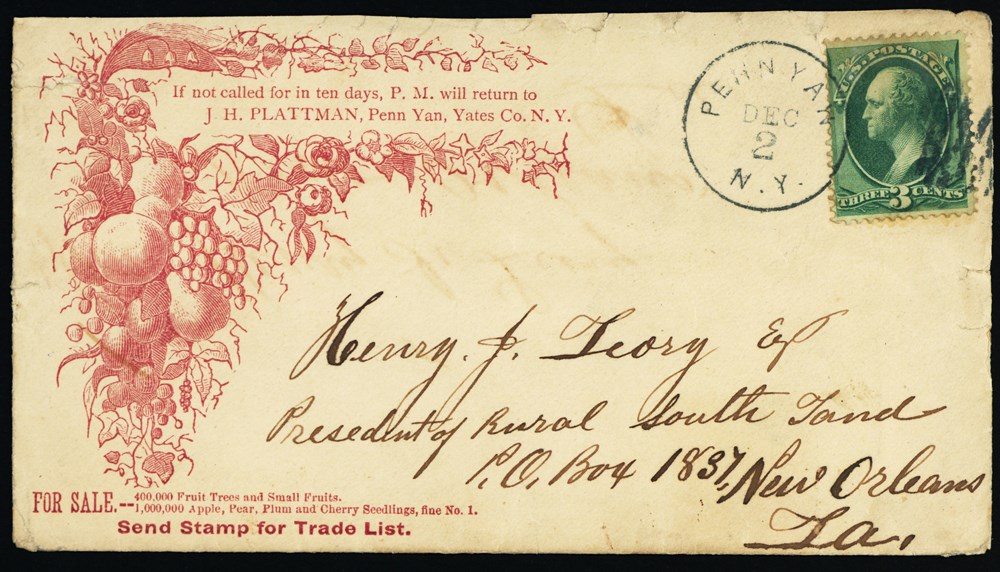 If not called for in ten days, P. M. will return to
J. H. PLATTMAN, Penn Yan, Yates Co. N. Y.
PENN YAN
DEC
2
N.Y.
U.S. POSTAGE
THREE 3 CENTS
Henry. J. Leory
Presedent of Rural South Land
P.O. Box 1837, New Orleans
La,
FOR SALE.--400,000 Fruit Trees and Small Fruits.
1,000,000 Apple, Pear, Plum and Cherry Seedlings, fine No. 1.
Send Stamp for Trade List.